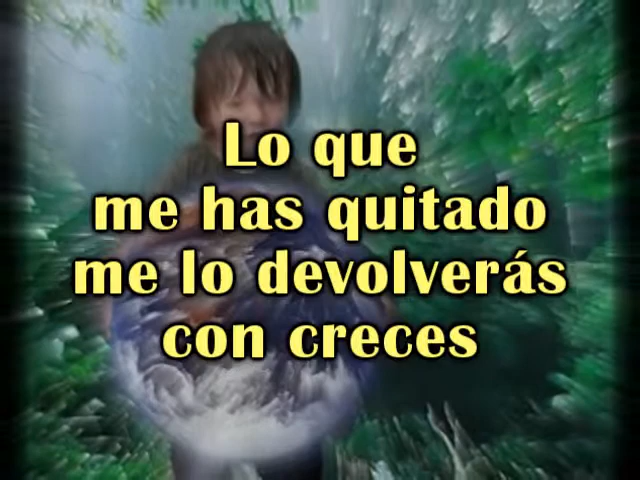 Lo que
me has quitado
me lo devolverás
con creces